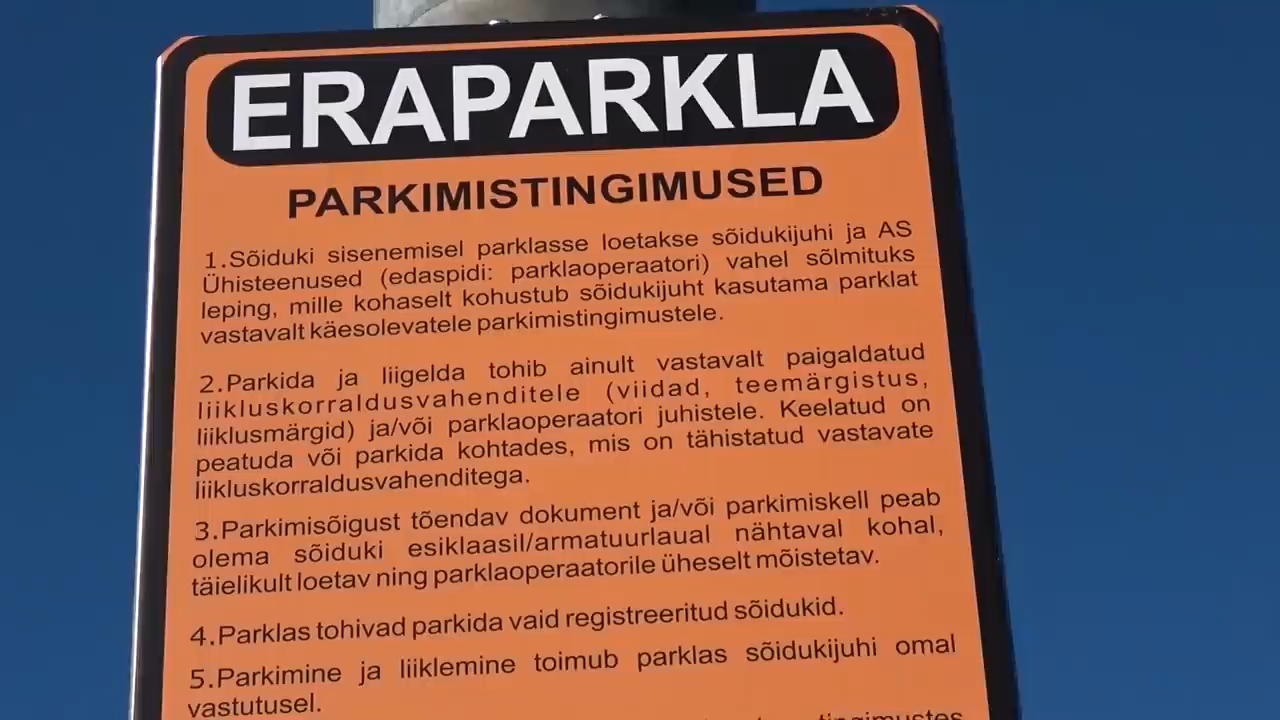 ERAPARKLA
PARKIMISTINGIMUSED
1.Sõiduki sisenemisel parklasse loetakse sõidukijuhi ja AS
Ühisteenused (edaspidi: parklaoperaatori) vahel sõlmituks
leping, mille kohaselt kohustub sõidukijuht kasutama parklat
vastavalt käesolevatele parkimistingimustele.
2.Parkida ja liigelda tohib ainult vastavalt paigaldatud
liikluskorraldusvahenditele (viidad, teemärgistus,
liiklusmärgid) ja/või parklaoperaatori juhistele. Keelatud on
peatuda või parkida kohtades, mis on tähistatud vastavate
liikluskorraldusvahenditega.
3.Parkimisõigust tõendav dokument ja/või parkimiskell peab
olema sõiduki esiklaasil/armatuurlaual nähtaval kohal,
täielikult loetav ning parklaoperaatorile üheselt mõistetav.
4.Parklas tohivad parkida vaid registreeritud sõidukid.
5.Parkimine ja liiklemine toimub parklas sõidukijuhi omal
vastutusel.